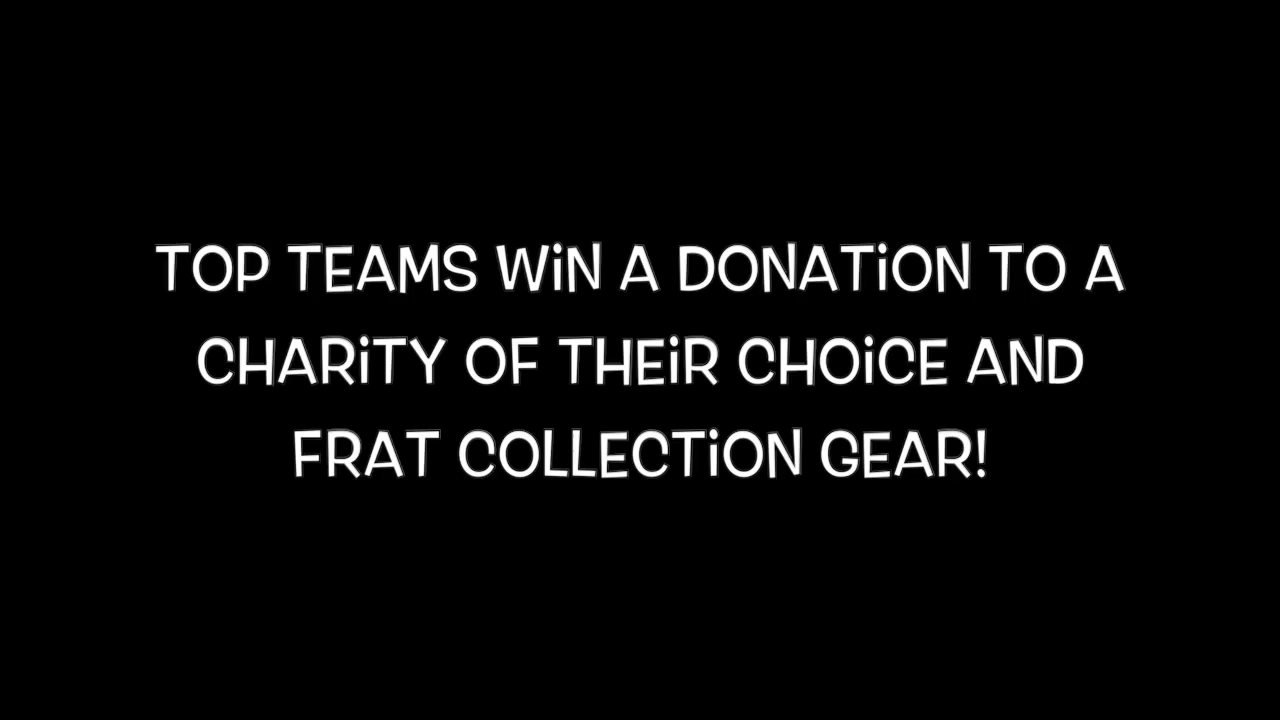 TOP TEAMS WiN A DONATiON TO A
CHARiTY OF THEiR CHOiCE AND
FRAT COLLECTiON GEAR!